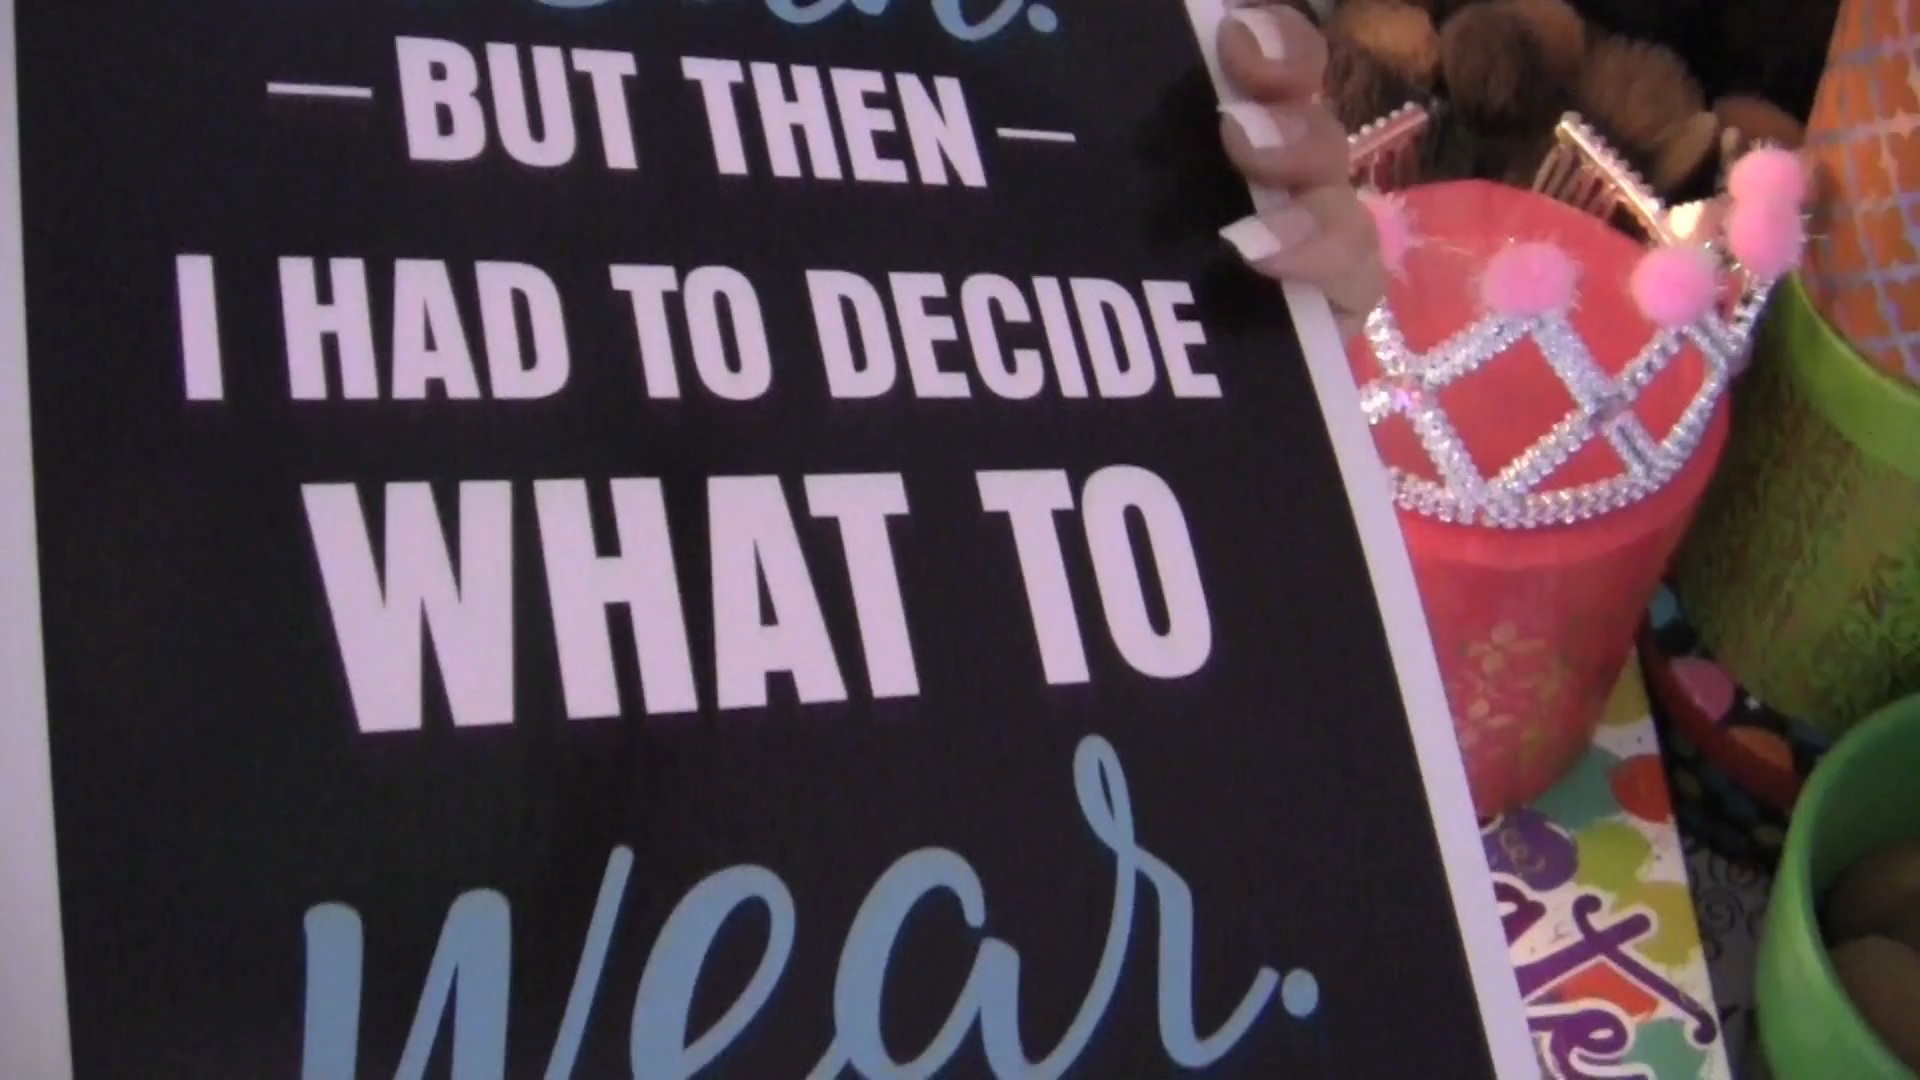 — BUT THEN —
I HAD TO DECIDE
WHAT TO
wear.